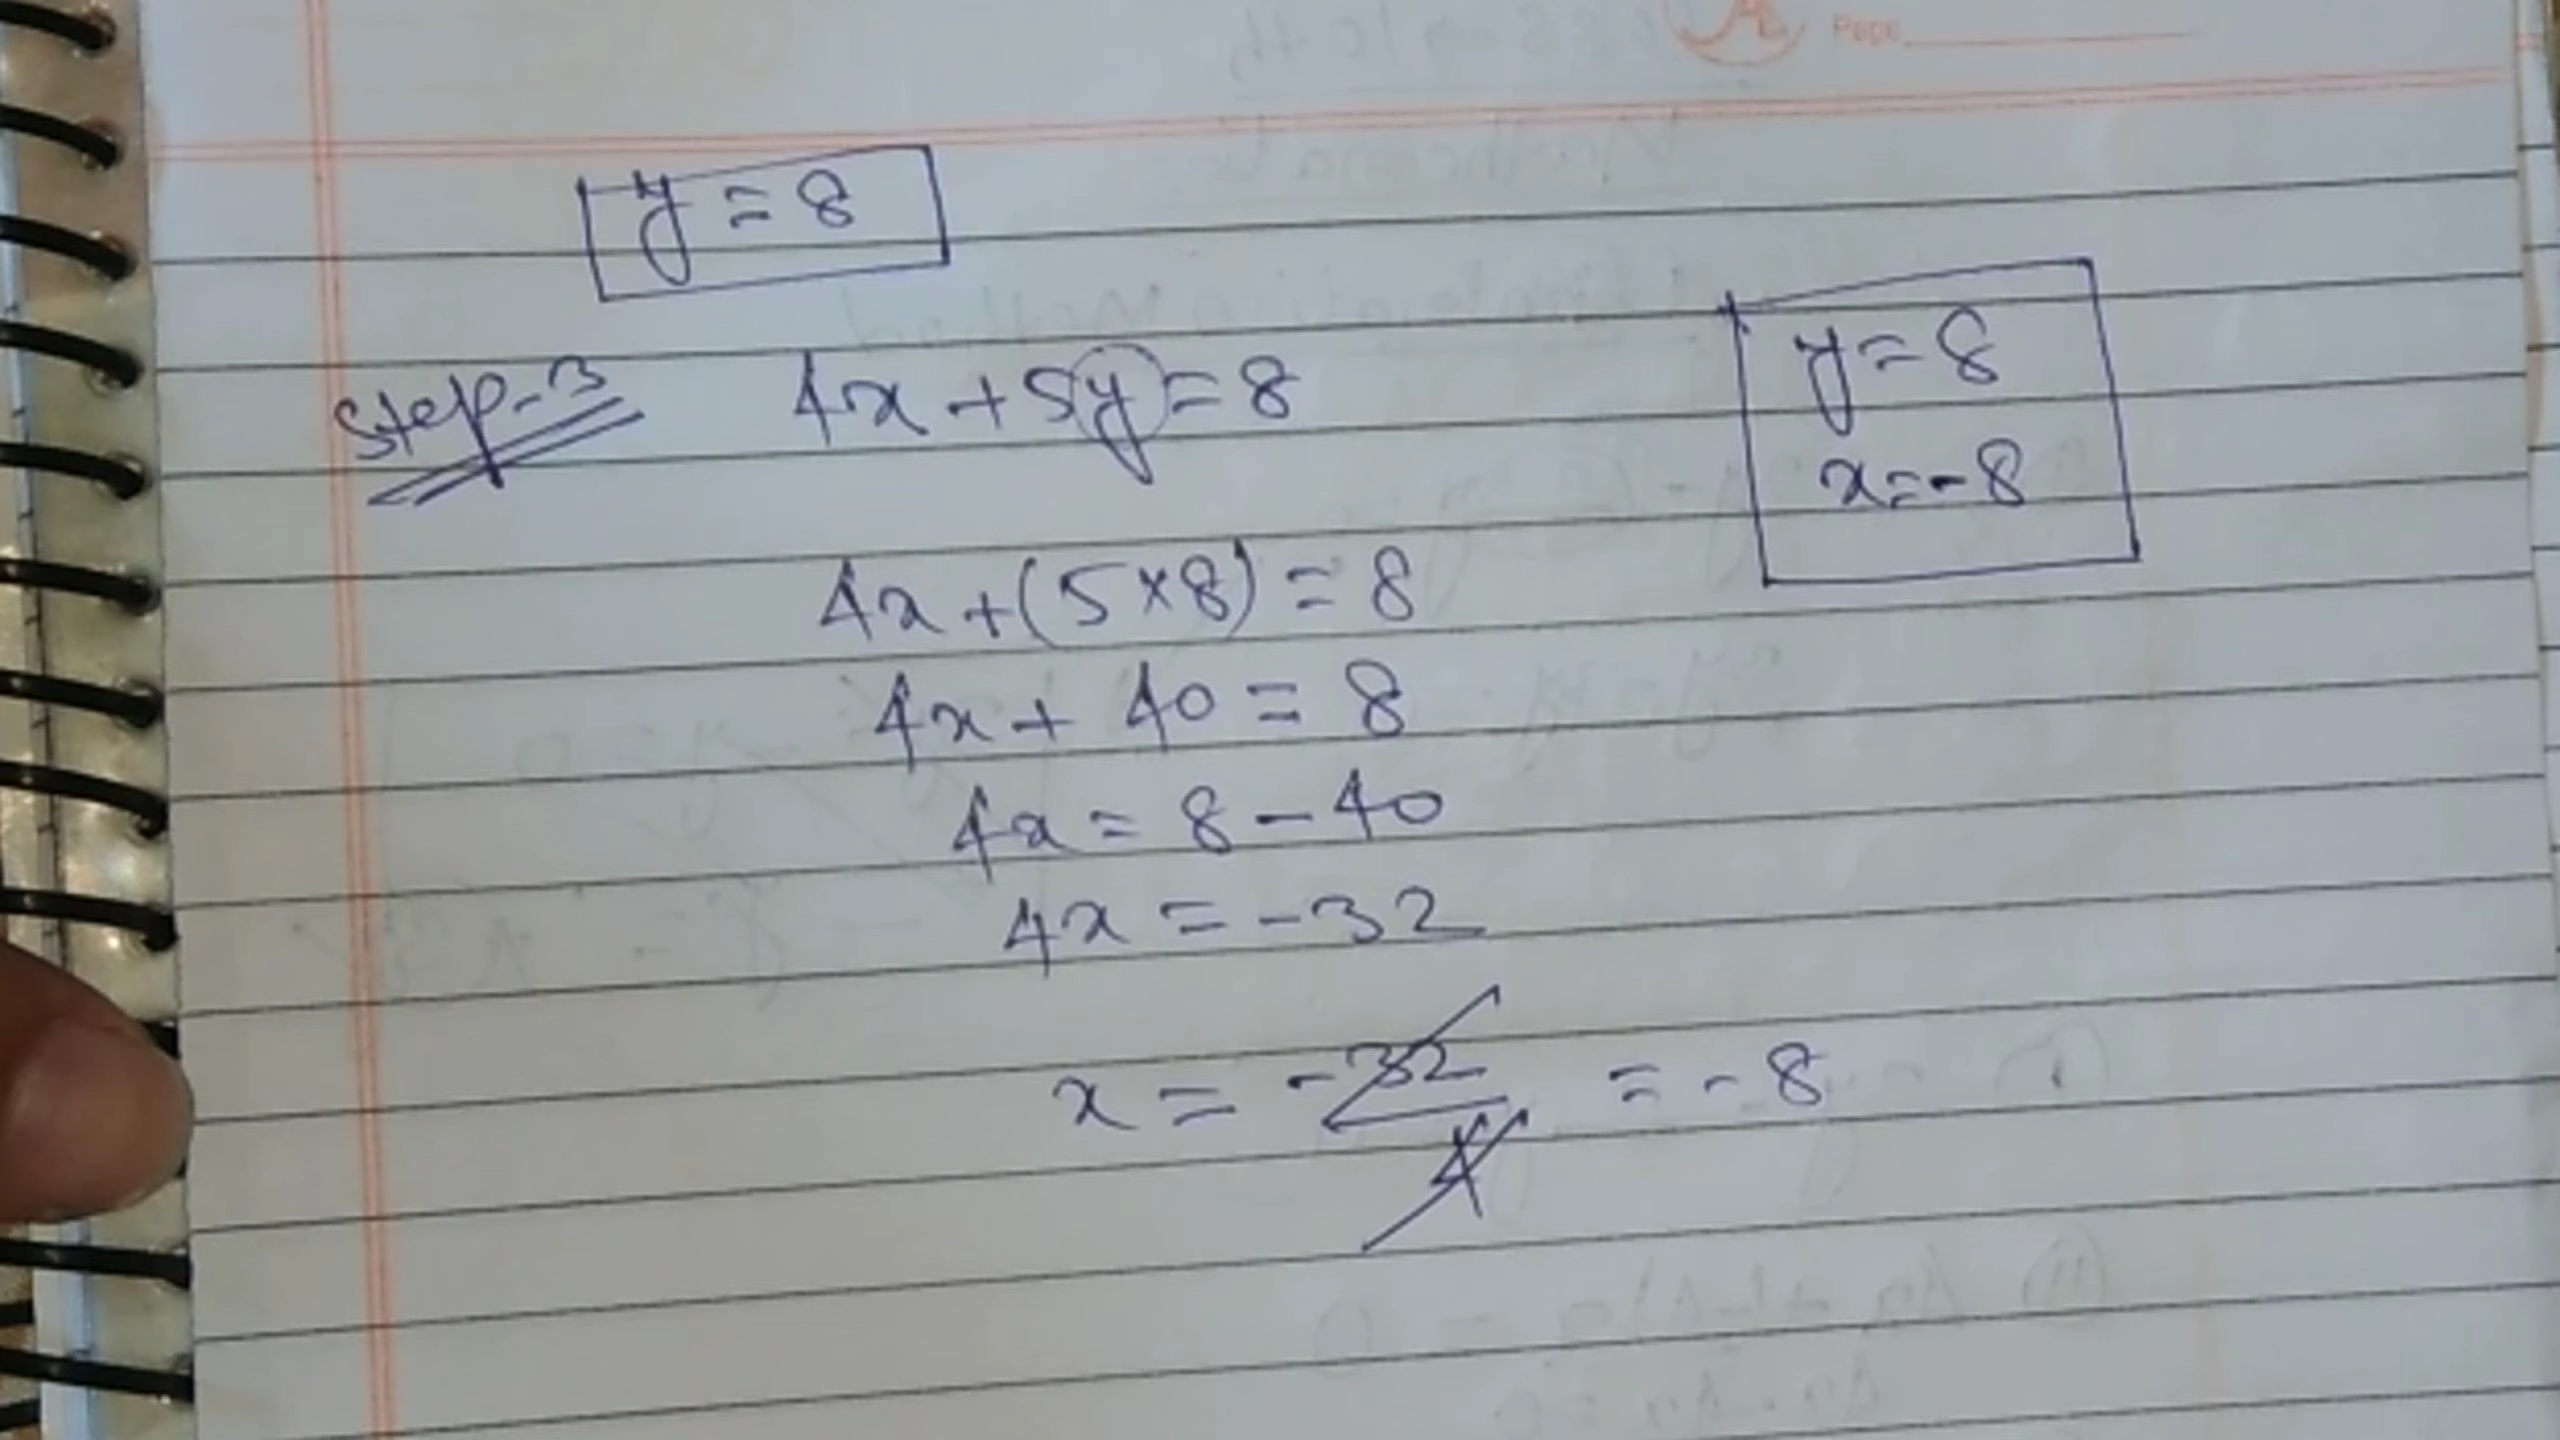 Page
y = 8
Step-3 4x + 5y = 8
y = 8
x = -8
4x + (5×8) = 8
4x + 40 = 8
4x = 8 - 40
4x = -32
x = -32/4 = -8